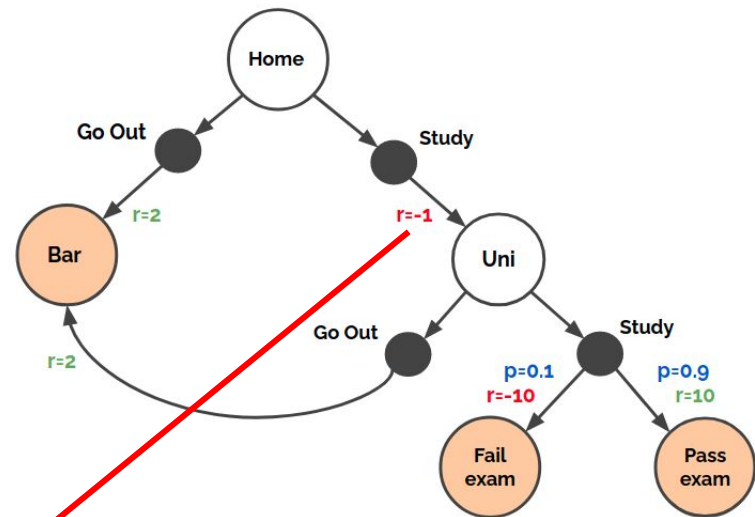 Home
Go Out
Study
r=2
r=-1
Bar
Uni
Go Out
Study
r=2
p=0.1
p=0.9
r=-10
r=10
Fail
exam
Pass
exam